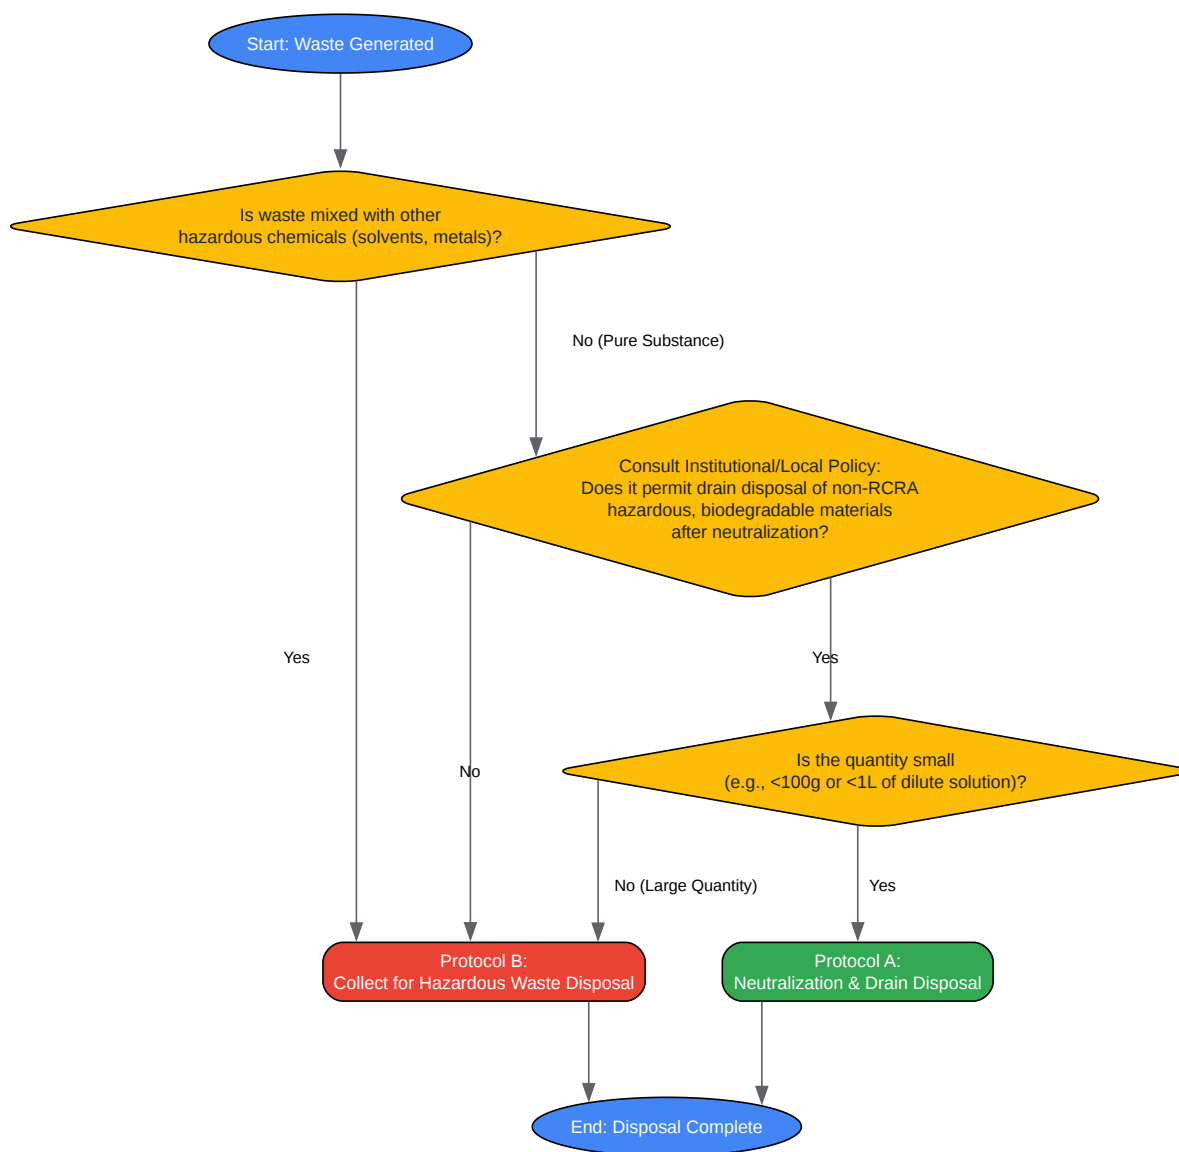 Start: Waste Generated
Is waste mixed with other
hazardous chemicals (solvents, metals)?
No (Pure Substance)
Consult Institutional/Local Policy:
Does it permit drain disposal of non-RCRA
hazardous, biodegradable materials
after neutralization?
Yes
Yes
Is the quantity small
(e.g., <100g or <1L of dilute solution)?
No
No (Large Quantity)
Yes
Protocol B:
Collect for Hazardous Waste Disposal
Protocol A:
Neutralization & Drain Disposal
End: Disposal Complete